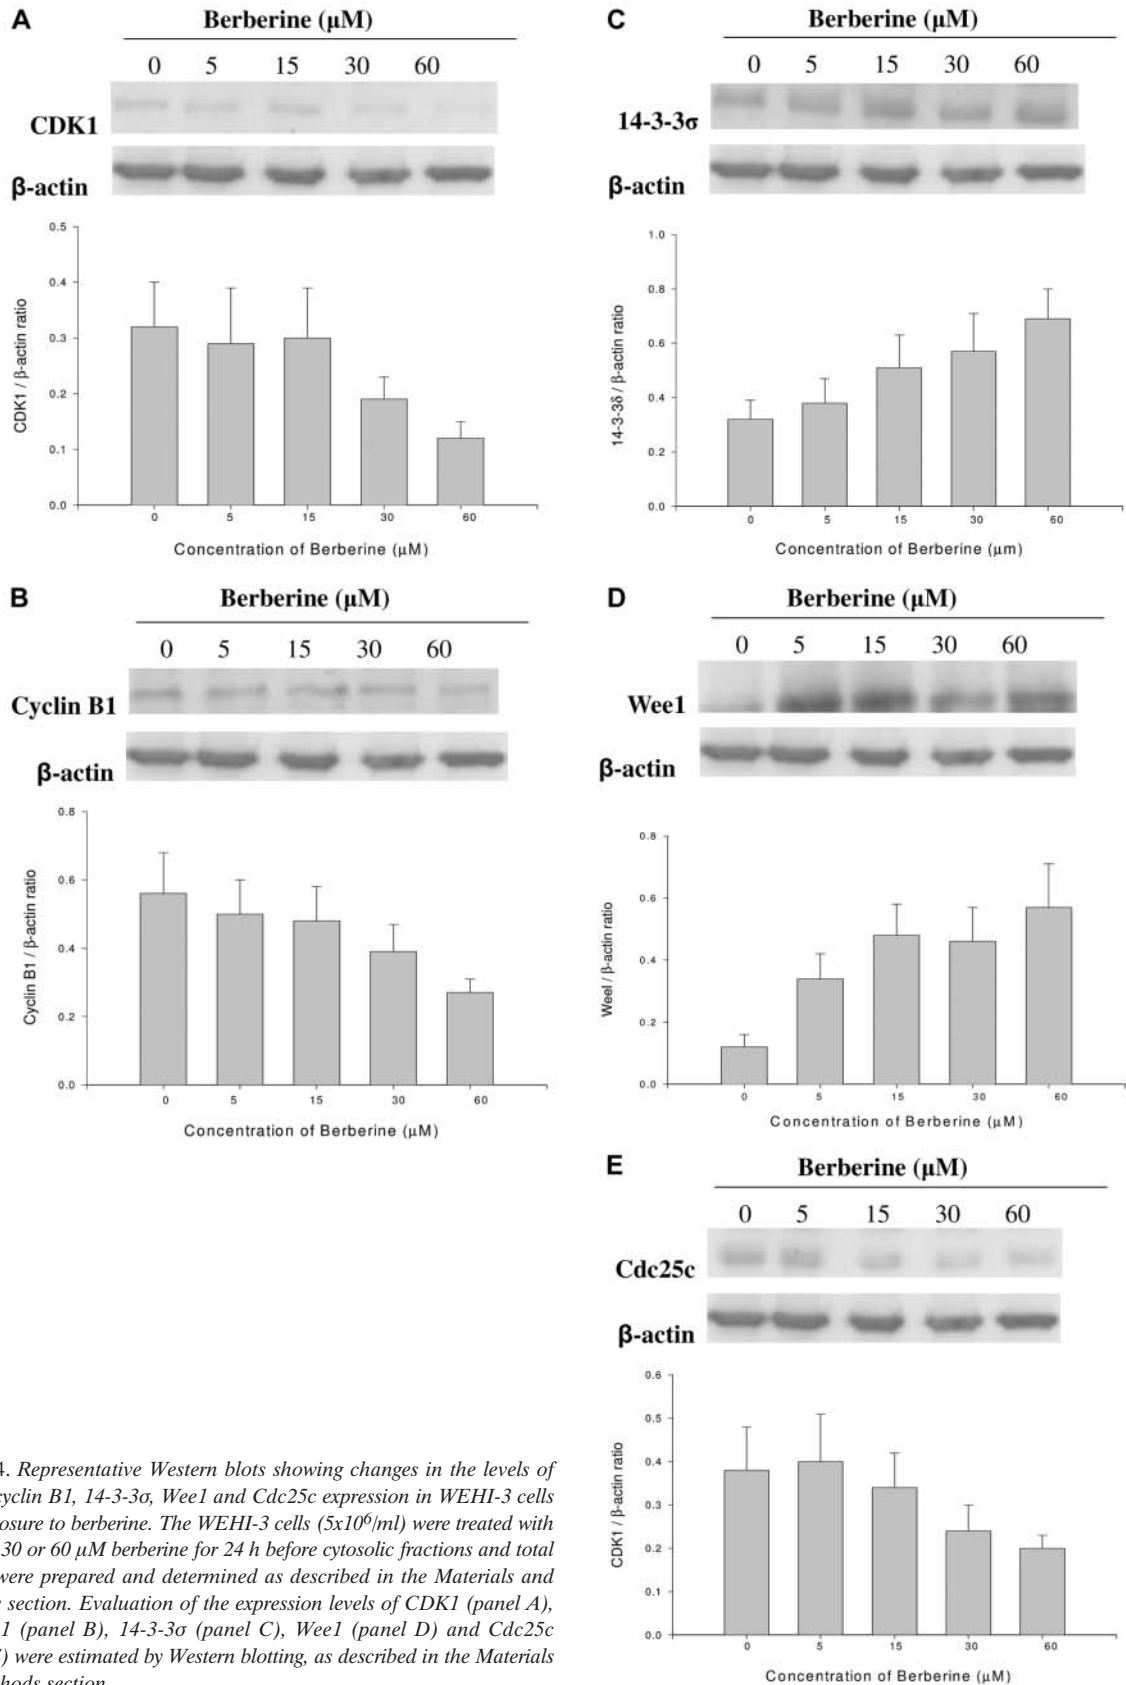 A
Berberine (µM)
0 5 15 30 60
CDK1
β-actin
0.5
0.4
0.3
0.2
0.1
0.0
CDK1 / β-actin ratio
0 5 15 30 60
Concentration of Berberine (µM)
B
Berberine (µM)
0 5 15 30 60
Cyclin B1
β-actin
0.8
0.6
0.4
0.2
0.0
Cyclin B1 / β-actin ratio
0 5 15 30 60
Concentration of Berberine (µM)
C
Berberine (µM)
0 5 15 30 60
14-3-3σ
β-actin
1.0
0.8
0.6
0.4
0.2
0.0
14-3-3δ / β-actin ratio
0 5 15 30 60
Concentration of Berberine (µm)
D
Berberine (µM)
0 5 15 30 60
Wee1
β-actin
0.8
0.6
0.4
0.2
0.0
Weel / β-actin ratio
0 5 15 30 60
Concentration of Berberine (µM)
E
Berberine (µM)
0 5 15 30 60
Cdc25c
β-actin
0.6
0.5
0.4
0.3
0.2
0.1
0.0
CDK1 / β-actin ratio
0 5 15 30 60
Concentration of Berberine (µM)
4. Representative Western blots showing changes in the levels of
cyclin B1, 14-3-3σ, Wee1 and Cdc25c expression in WEHI-3 cells
to berberine. The WEHI-3 cells (5x10⁶/ml) were treated with
30 or 60 µM berberine for 24 h before cytosolic fractions and total
were prepared and determined as described in the Materials and
section. Evaluation of the expression levels of CDK1 (panel A),
(panel B), 14-3-3σ (panel C), Wee1 (panel D) and Cdc25c
were estimated by Western blotting, as described in the Materials
section.